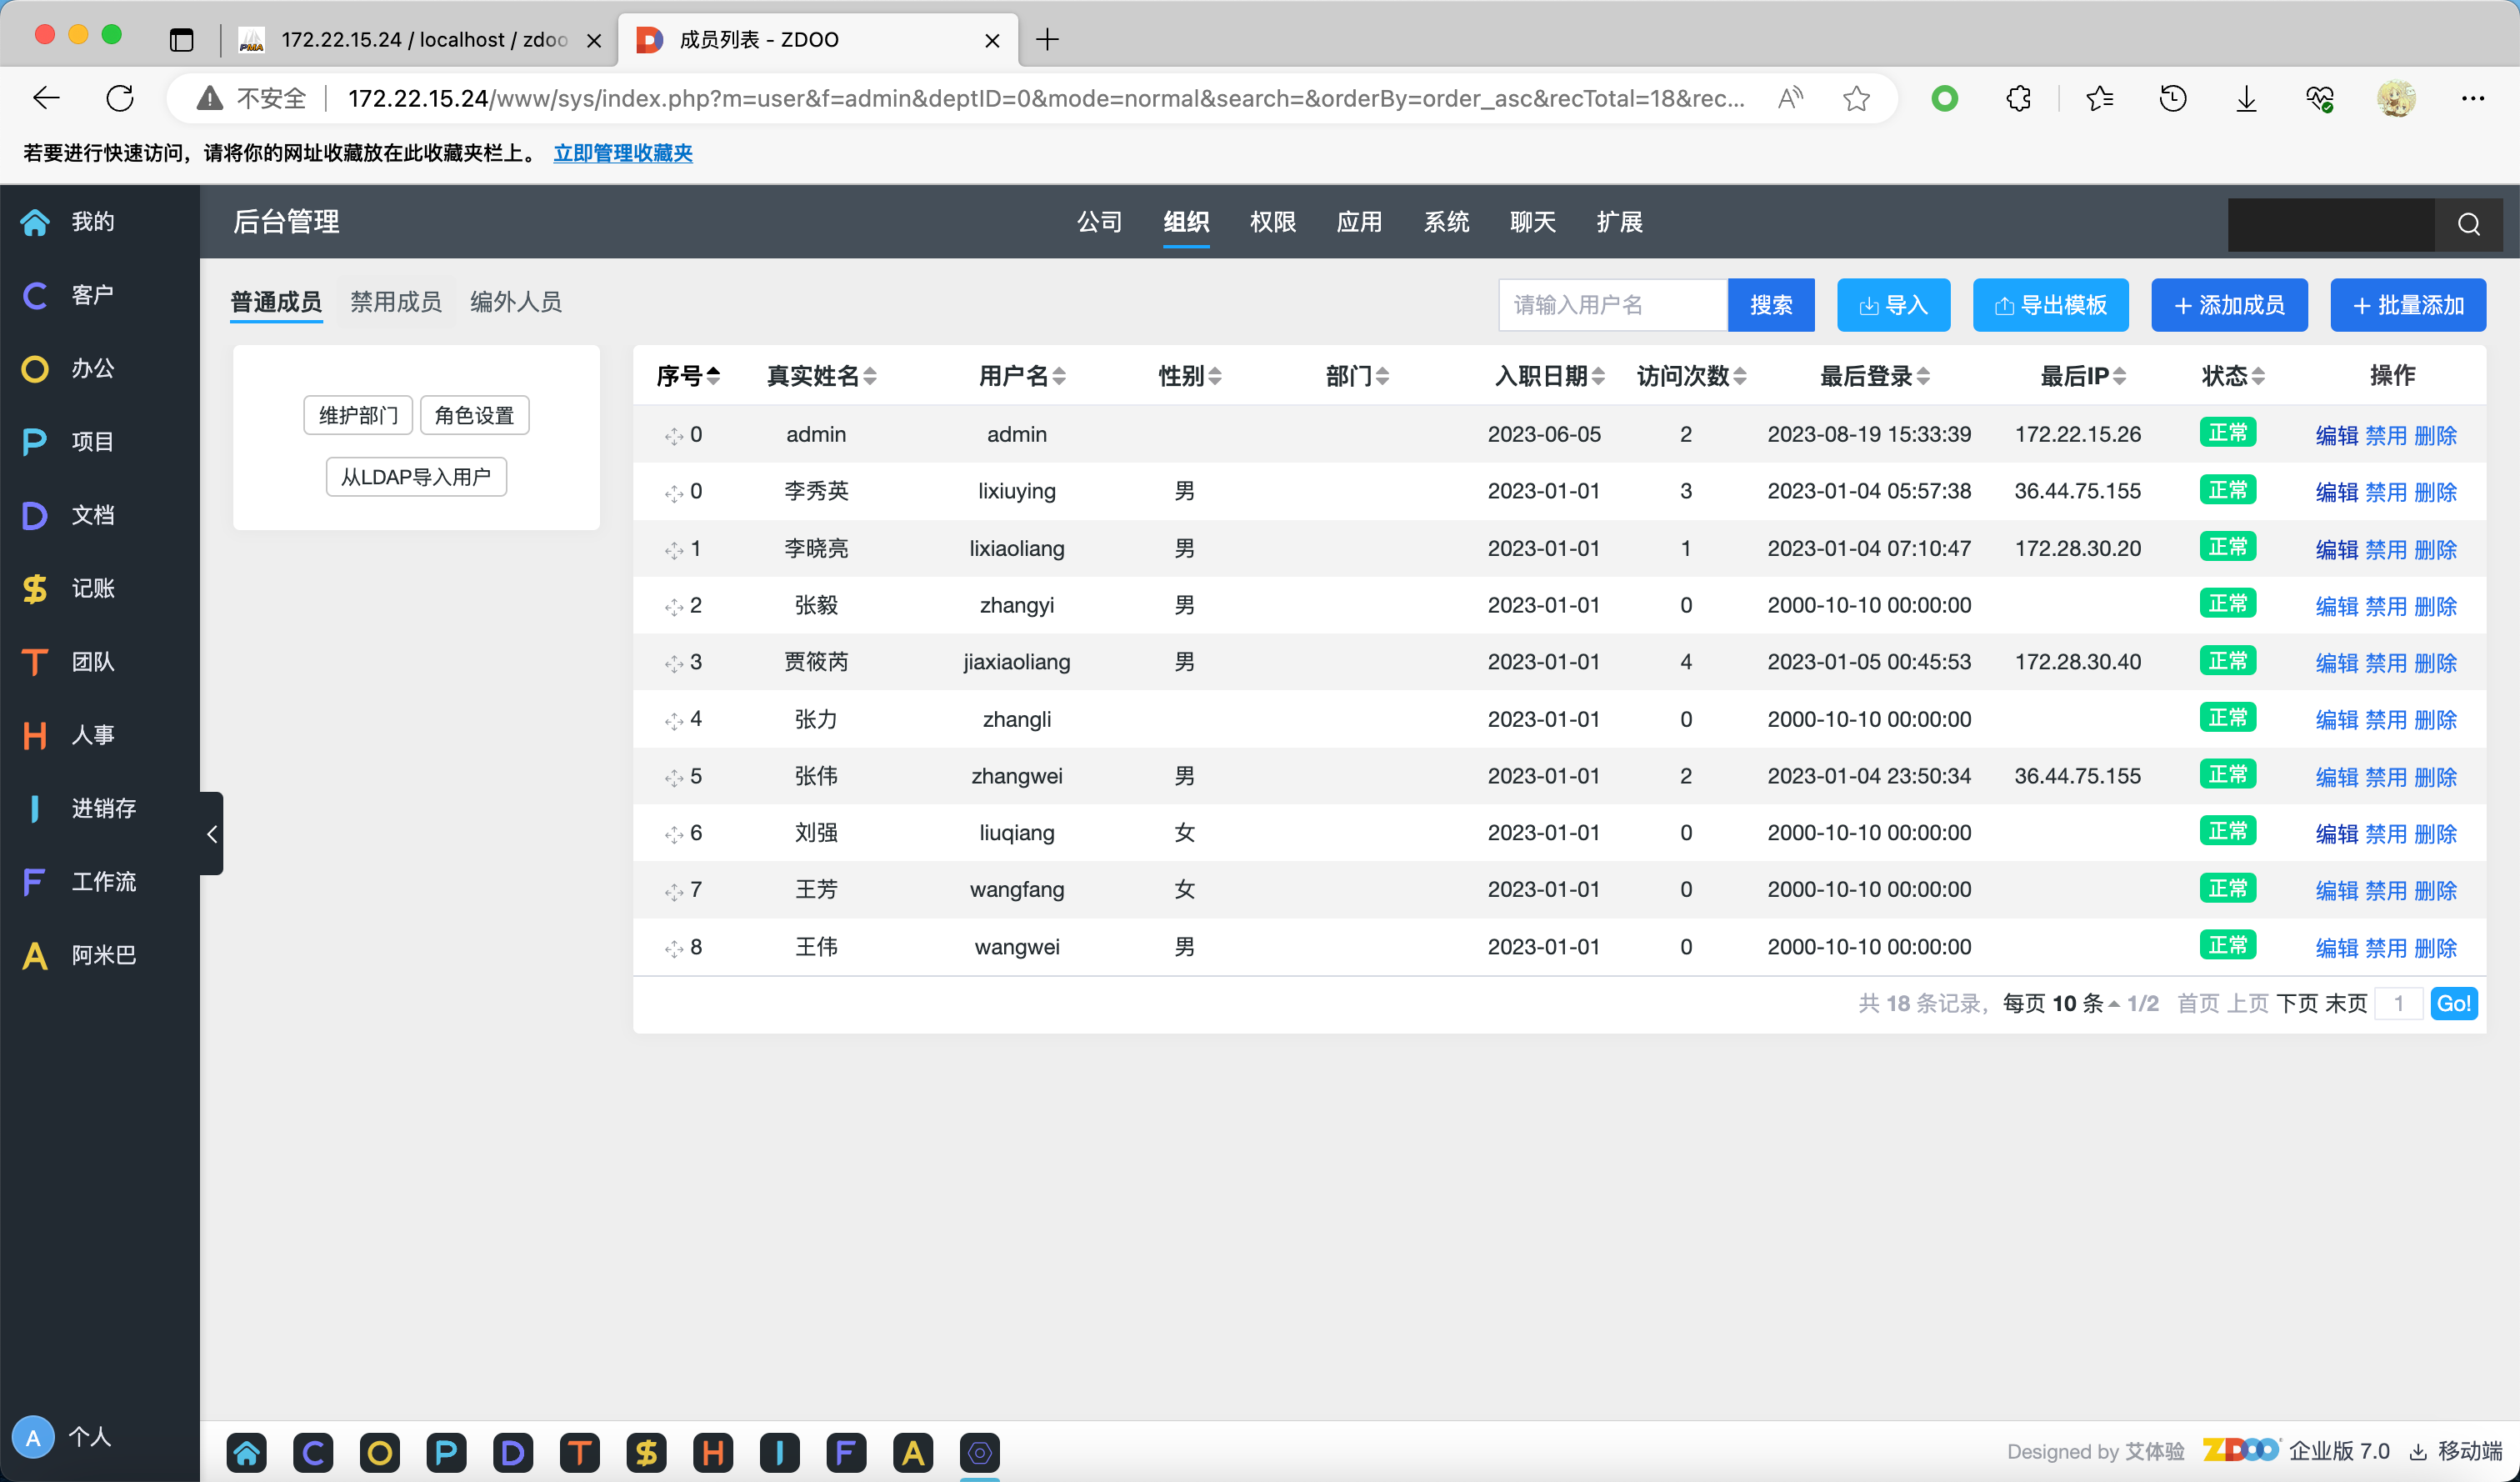 172.22.15.24 / localhost / zdoo
成员列表 - ZDOO
不安全
172.22.15.24/www/sys/index.php?m=user&f=admin&deptID=0&mode=normal&search=&orderBy=order_asc&recTotal=18&rec...
若要进行快速访问，请将你的网址收藏放在此收藏夹栏上。 立即管理收藏夹
我的
客户
办公
项目
文档
记账
团队
人事
进销存
工作流
阿米巴
个人
后台管理
公司 组织 权限 应用 系统 聊天 扩展
普通成员 禁用成员 编外人员
请输入用户名 搜索 导入 导出模板 添加成员 批量添加
维护部门 角色设置
从LDAP导入用户
序号 真实姓名 用户名 性别 部门 入职日期 访问次数 最后登录 最后IP 状态 操作
0 admin admin 2023-06-05 2 2023-08-19 15:33:39 172.22.15.26 正常 编辑 禁用 删除
0 李秀英 lixiuying 男 2023-01-01 3 2023-01-04 05:57:38 36.44.75.155 正常 编辑 禁用 删除
1 李晓亮 lixiaoliang 男 2023-01-01 1 2023-01-04 07:10:47 172.28.30.20 正常 编辑 禁用 删除
2 张毅 zhangyi 男 2023-01-01 0 2000-10-10 00:00:00 正常 编辑 禁用 删除
3 贾筱芮 jiaxiaoliang 男 2023-01-01 4 2023-01-05 00:45:53 172.28.30.40 正常 编辑 禁用 删除
4 张力 zhangli 2023-01-01 0 2000-10-10 00:00:00 正常 编辑 禁用 删除
5 张伟 zhangwei 男 2023-01-01 2 2023-01-04 23:50:34 36.44.75.155 正常 编辑 禁用 删除
6 刘强 liuqiang 女 2023-01-01 0 2000-10-10 00:00:00 正常 编辑 禁用 删除
7 王芳 wangfang 女 2023-01-01 0 2000-10-10 00:00:00 正常 编辑 禁用 删除
8 王伟 wangwei 男 2023-01-01 0 2000-10-10 00:00:00 正常 编辑 禁用 删除
共 18 条记录， 每页 10 条 1/2 首页 上页 下页 末页 1 Go!
Designed by 艾体验 ZDOO 企业版 7.0 移动端